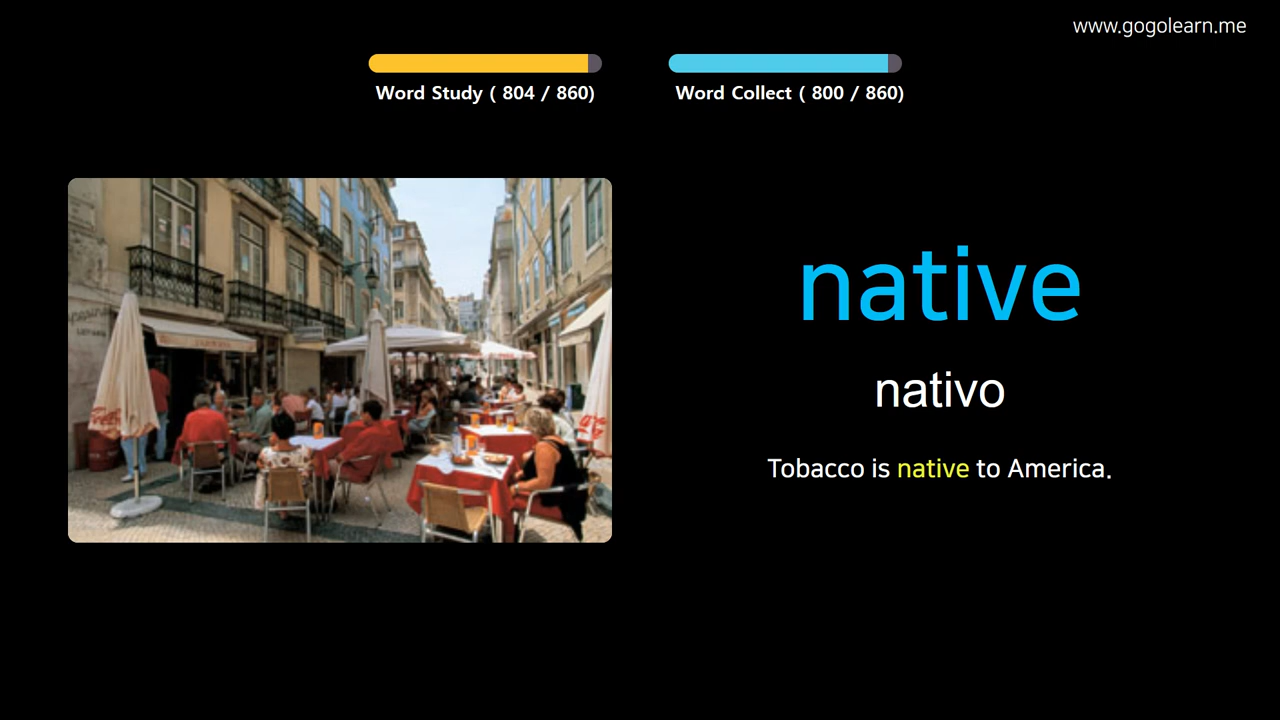 www.gogolearn.me
Word Study ( 804 / 860)
Word Collect ( 800 / 860)
native
nativo
Tobacco is native to America.